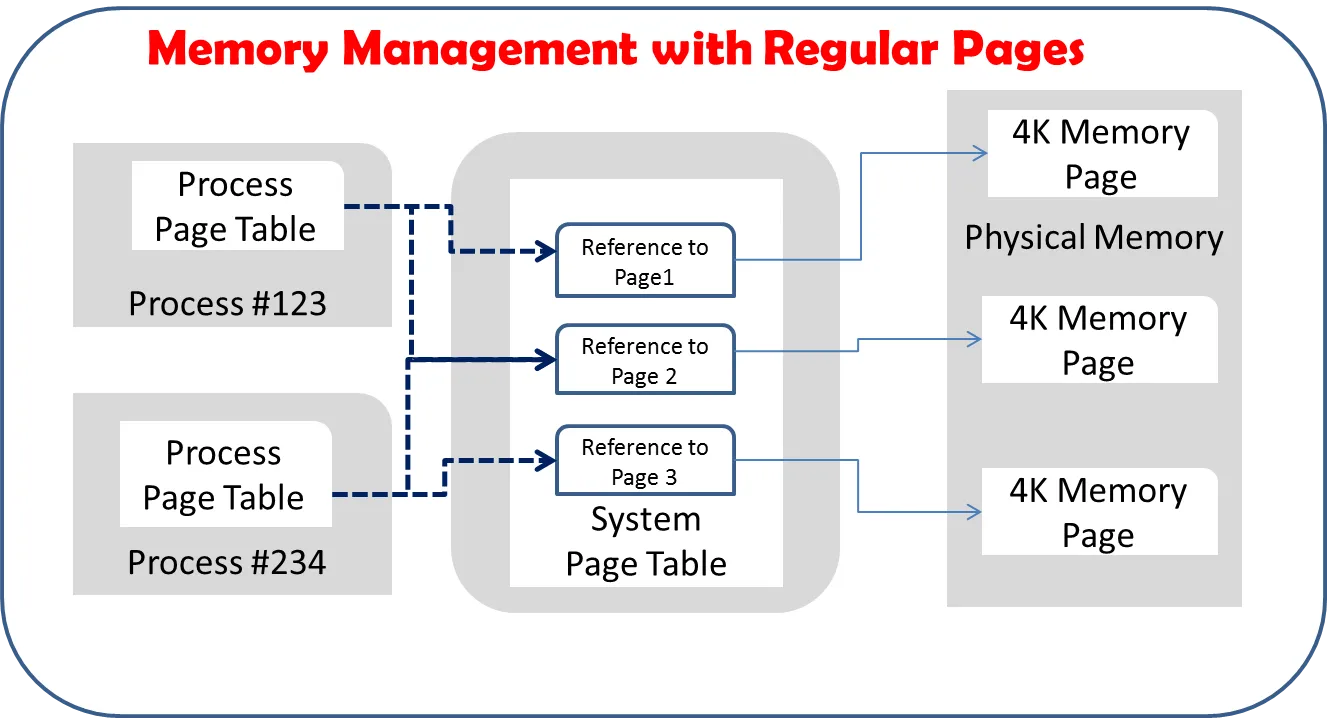 Memory Management with Regular Pages
Process
Page Table
Process #123
Process
Page Table
Process #234
Reference to
Page1
Reference to
Page 2
Reference to
Page 3
System
Page Table
4K Memory
Page
Physical Memory
4K Memory
Page
4K Memory
Page